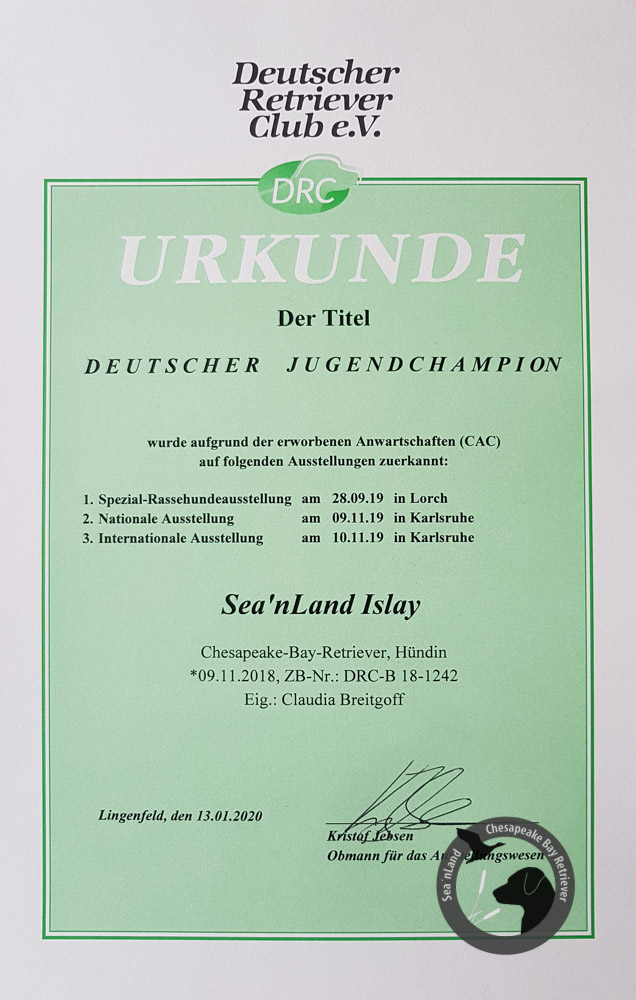 Deutscher
Retriever
Club e.V.
DRC
URKUNDE
Der Titel
DEUTSCHER JUGENDCHAMPION
wurde aufgrund der erworbenen Anwartschaften (CAC)
auf folgenden Ausstellungen zuerkannt:
1. Spezial-Rassehundeausstellung am 28.09.19 in Lorch
2. Nationale Ausstellung am 09.11.19 in Karlsruhe
3. Internationale Ausstellung am 10.11.19 in Karlsruhe
Sea'nLand Islay
Chesapeake-Bay-Retriever, Hündin
*09.11.2018, ZB-Nr.: DRC-B 18-1242
Eig.: Claudia Breitgoff
Lingenfeld, den 13.01.2020
Kristof Jebsen
Obmann für das
Sea'nLand Chesapeake Bay Retriever